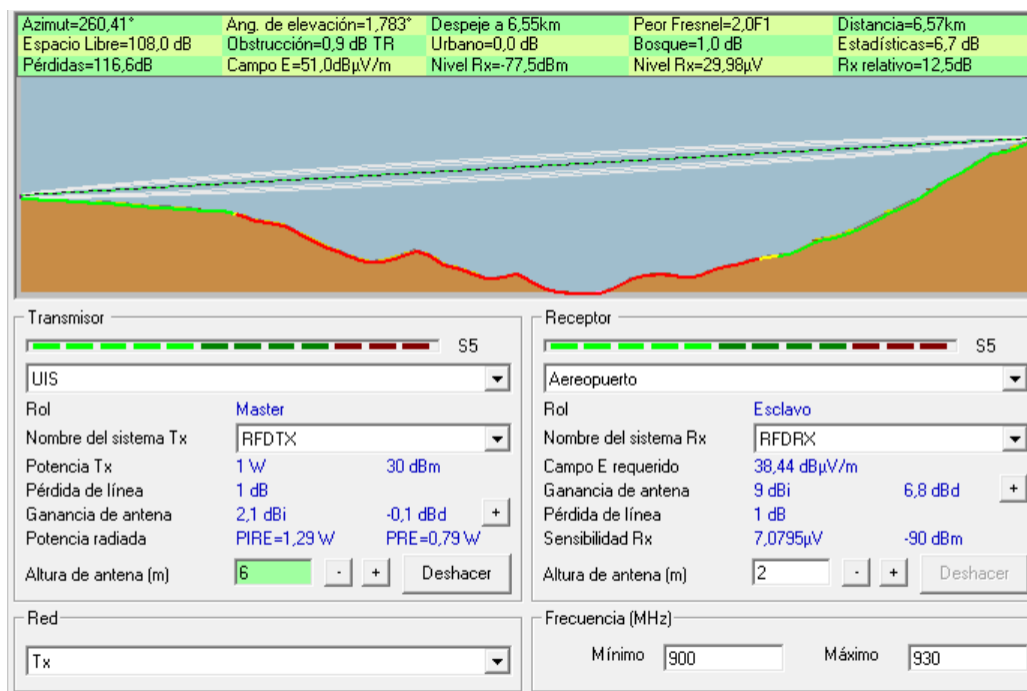 Azimut=260,41° Ang. de elevación=1,783° Despeje a 6,55km Peor Fresnel=2,0F1 Distancia=6,57km
Espacio Libre=108,0 dB Obstrucción=0,9 dB TR Urbano=0,0 dB Bosque=1,0 dB Estadísticas=6,7 dB
Pérdidas=116,6dB Campo E=51,0dBµV/m Nivel Rx=-77,5dBm Nivel Rx=29,98µV Rx relativo=12,5dB
Transmisor
S5
UIS
Rol Master
Nombre del sistema Tx RFDTX
Potencia Tx 1 W 30 dBm
Pérdida de línea 1 dB
Ganancia de antena 2,1 dBi -0,1 dBd +
Potencia radiada PIRE=1,29 W PRE=0,79 W
Altura de antena (m) 6 - + Deshacer
Red
Tx
Receptor
S5
Aereopuerto
Rol Esclavo
Nombre del sistema Rx RFDRX
Campo E requerido 38,44 dBµV/m
Ganancia de antena 9 dBi 6,8 dBd +
Pérdida de línea 1 dB
Sensibilidad Rx 7,0795µV -90 dBm
Altura de antena (m) 2 - + Deshacer
Frecuencia (MHz)
Mínimo 900 Máximo 930